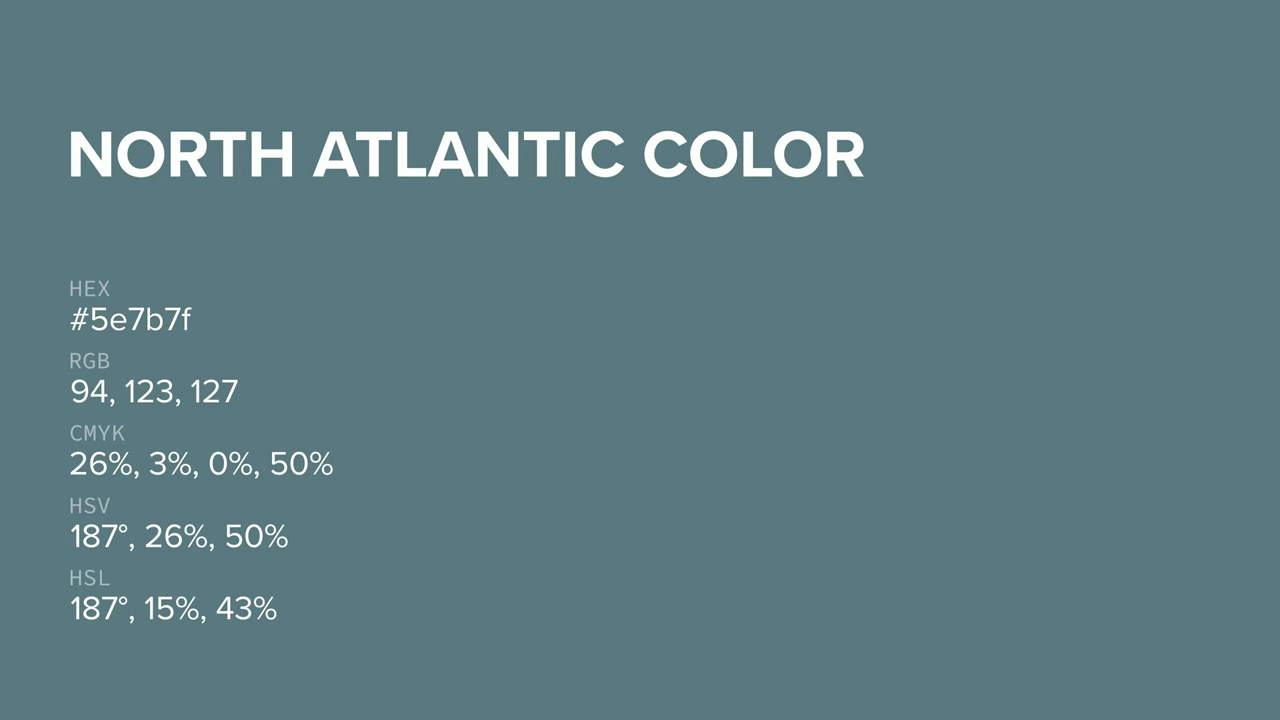 NORTH ATLANTIC COLOR
HEX
#5e7b7f
RGB
94, 123, 127
CMYK
26%, 3%, 0%, 50%
HSV
187°, 26%, 50%
HSL
187°, 15%, 43%